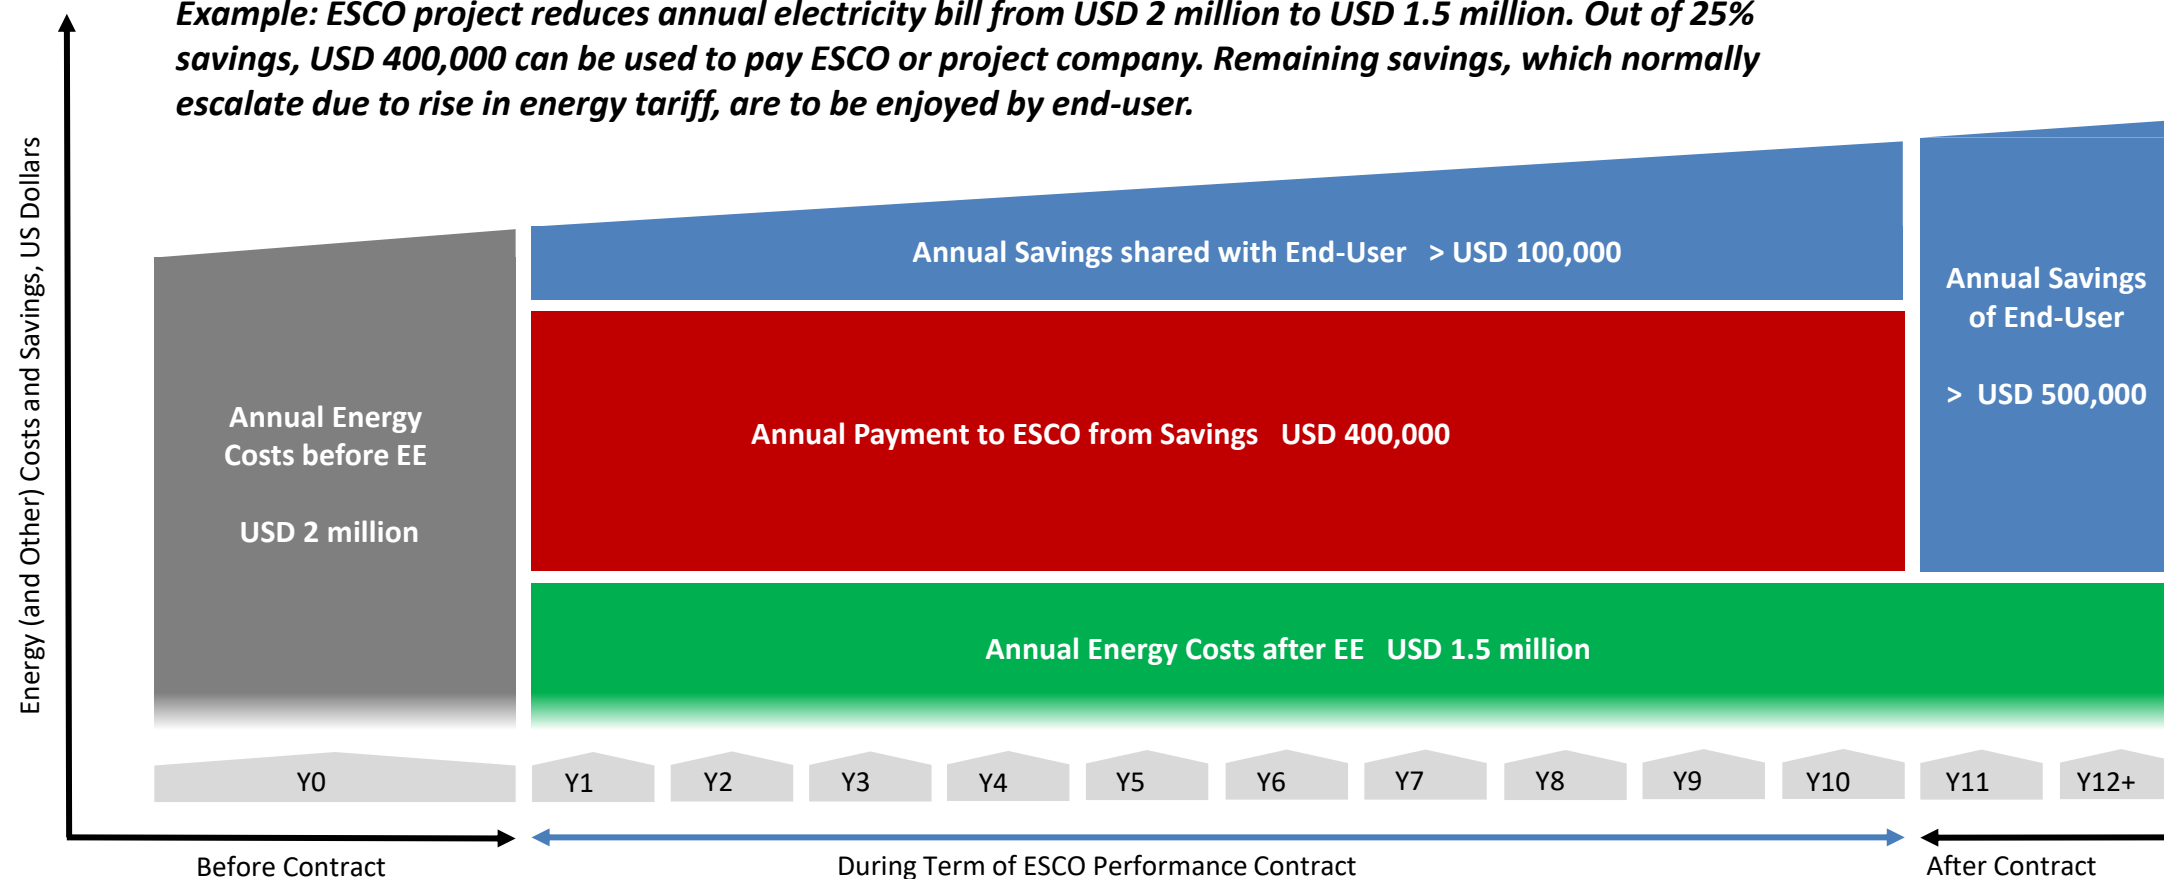 Example: ESCO project reduces annual electricity bill from USD 2 million to USD 1.5 million. Out of 25%
savings, USD 400,000 can be used to pay ESCO or project company. Remaining savings, which normally
escalate due to rise in energy tariff, are to be enjoyed by end-user.
Energy (and Other) Costs and Savings, US Dollars
Annual Energy
Costs before EE
USD 2 million
Annual Savings shared with End-User > USD 100,000
Annual Payment to ESCO from Savings USD 400,000
Annual Energy Costs after EE USD 1.5 million
Annual Savings
of End-User
> USD 500,000
Y0
Y1
Y2
Y3
Y4
Y5
Y6
Y7
Y8
Y9
Y10
Y11
Y12+
Before Contract
During Term of ESCO Performance Contract
After Contract